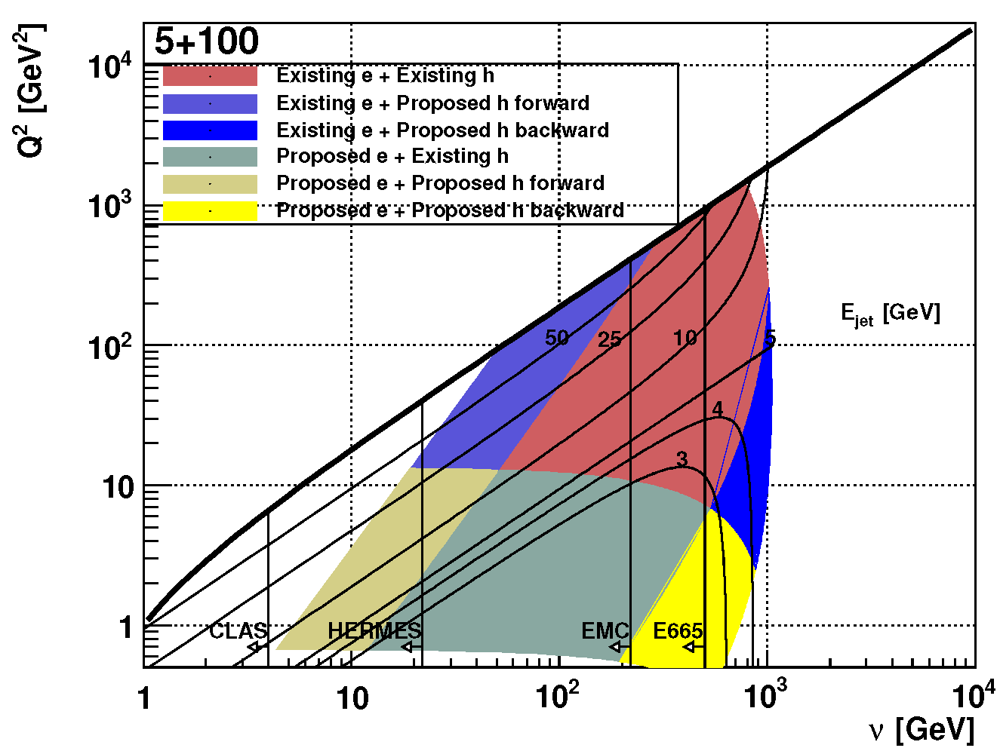 5+100
Q² [GeV²]
Existing e + Existing h
Existing e + Proposed h forward
Existing e + Proposed h backward
Proposed e + Existing h
Proposed e + Proposed h forward
Proposed e + Proposed h backward
10⁴
10³
10²
10
1
E_jet [GeV]
50 25 10 5
4
3
CLAS HERMES EMC E665
1 10 10² 10³ 10⁴
ν [GeV]